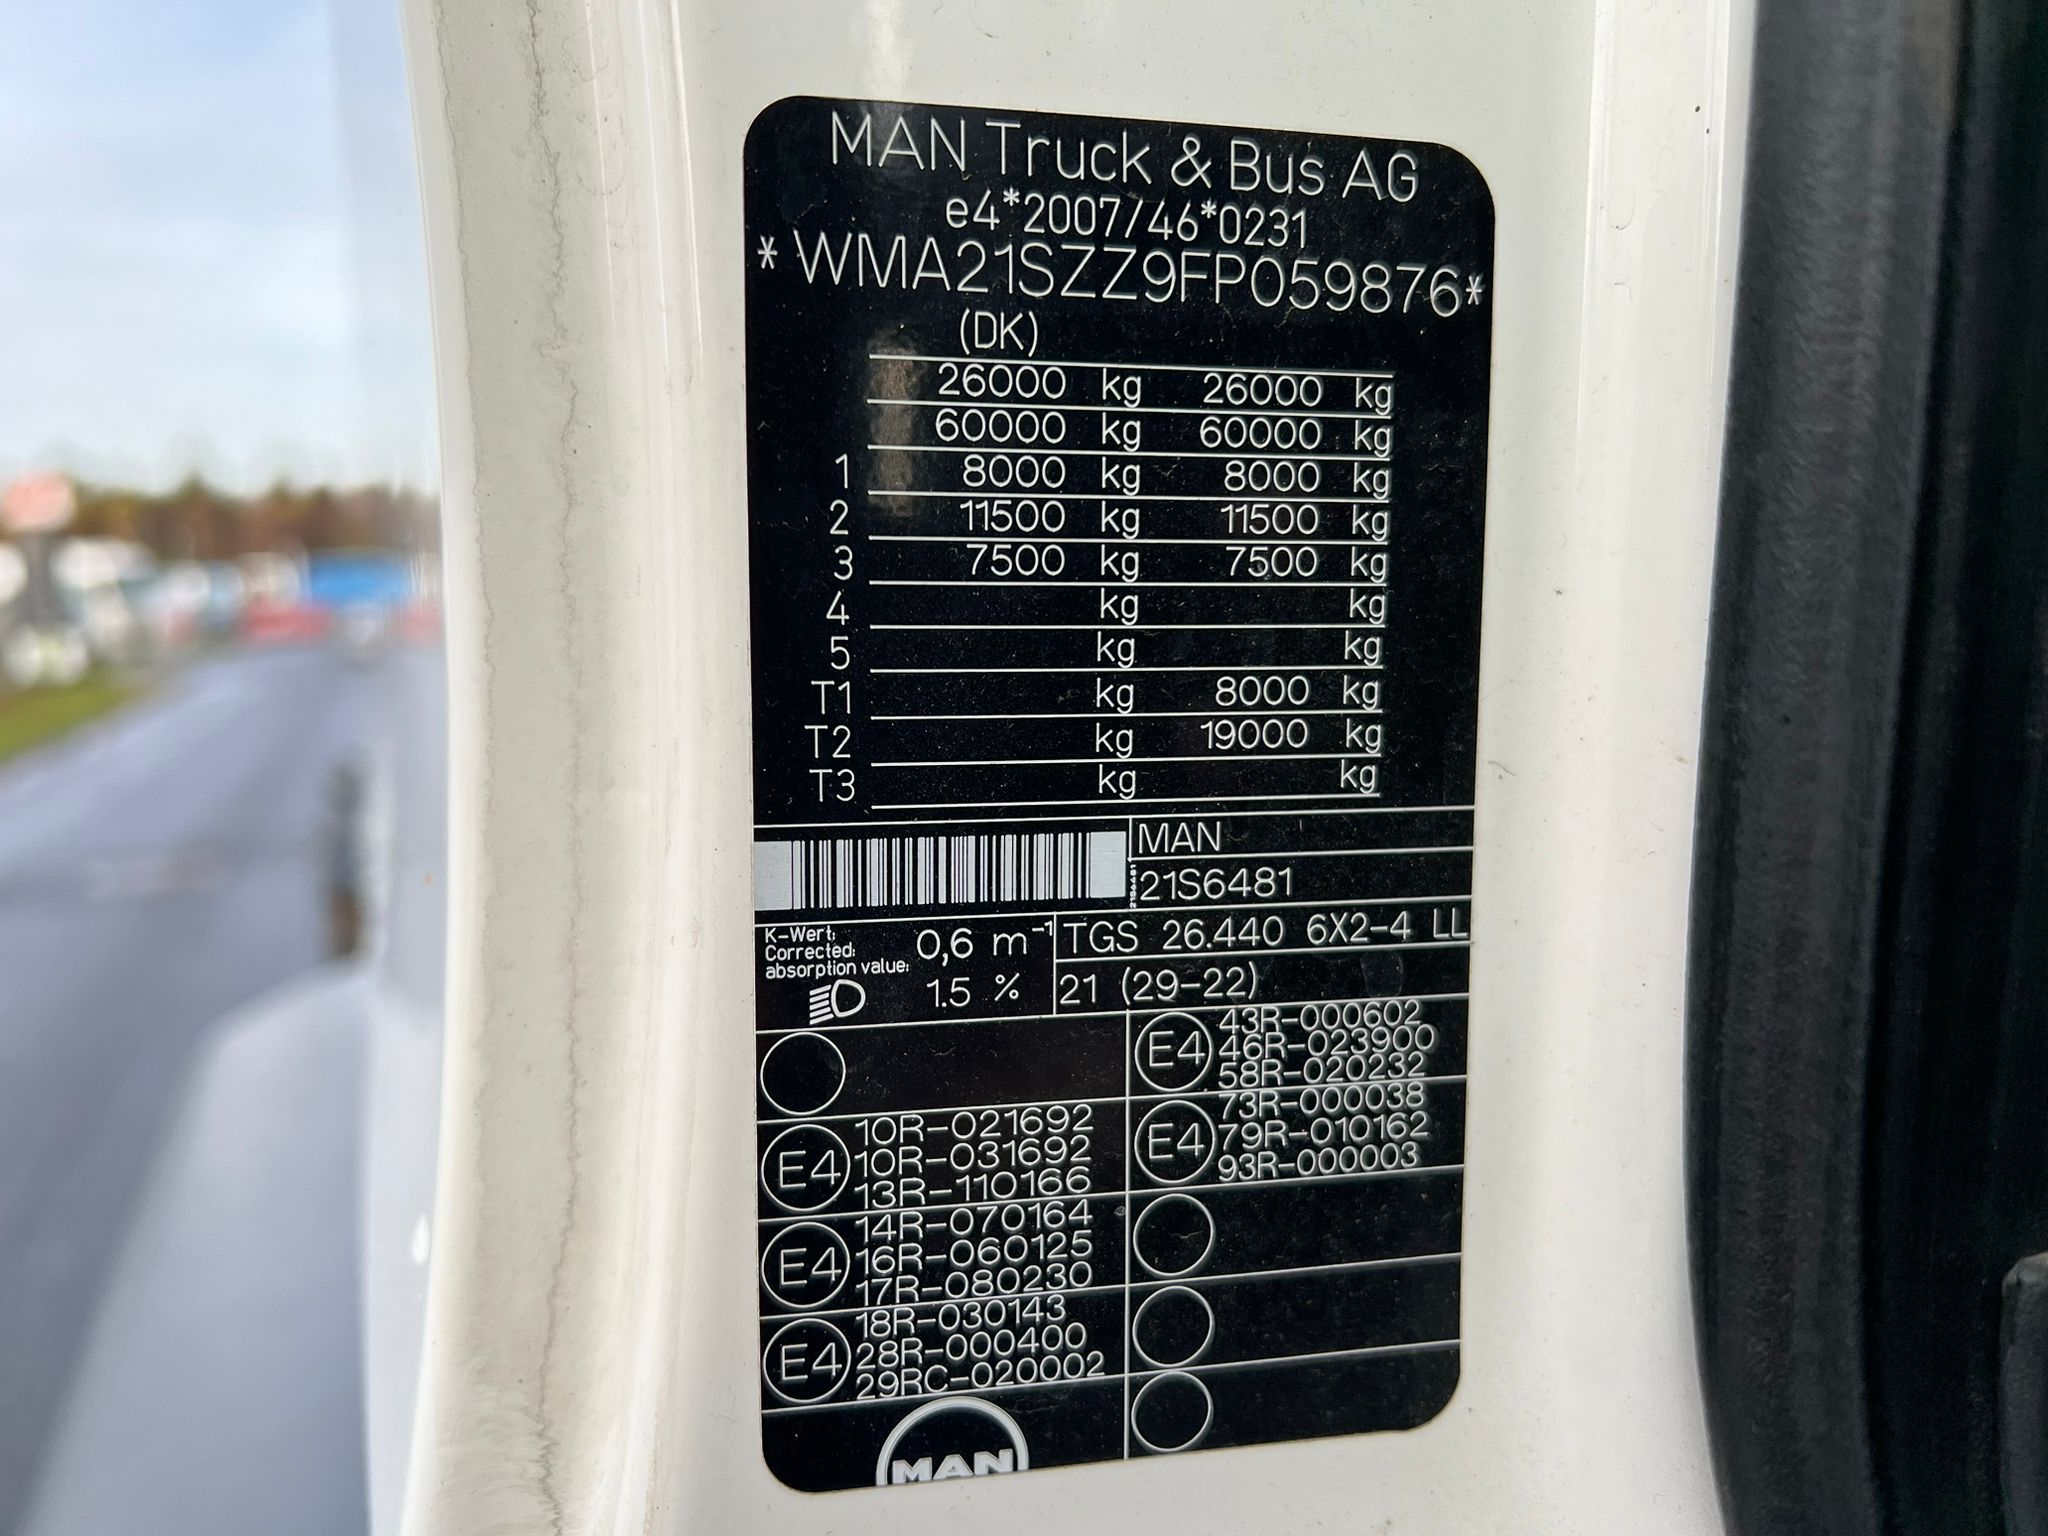 MAN Truck & Bus AG
e4*2007/46*0231
*WMA21SZZ9FP059876*
(DK)
26000 kg 26000 kg
60000 kg 60000 kg
1 8000 kg 8000 kg
2 11500 kg 11500 kg
3 7500 kg 7500 kg
4 kg kg
5 kg kg
T1 kg 8000 kg
T2 kg 19000 kg
T3 kg kg
21S6481
MAN
21S6481
K-Wert:
Corrected:
absorption value:
0,6 m⁻¹
1.5 %
TGS 26.440 6X2-4 LL
21 (29-22)
E4
10R-021692
10R-031692
13R-110166
E4
14R-070164
16R-060125
17R-080230
E4
18R-030143
28R-000400
29RC-020002
MAN
E4
43R-000602
46R-023900
58R-020232
E4
73R-000038
79R-010162
93R-000003